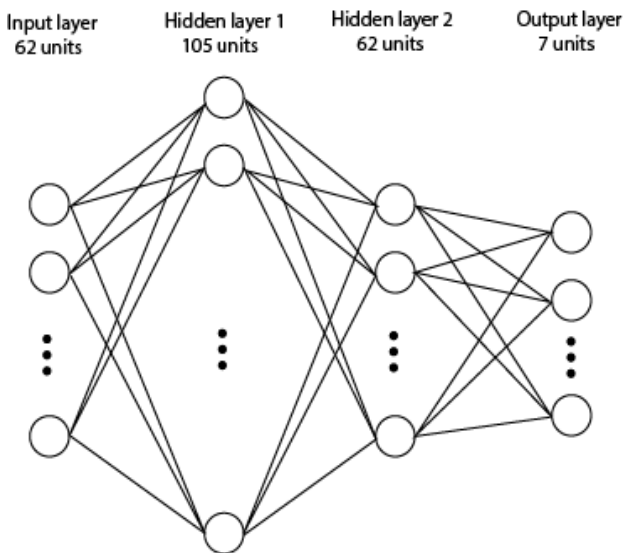 Input layer
62 units
Hidden layer 1
105 units
Hidden layer 2
62 units
Output layer
7 units